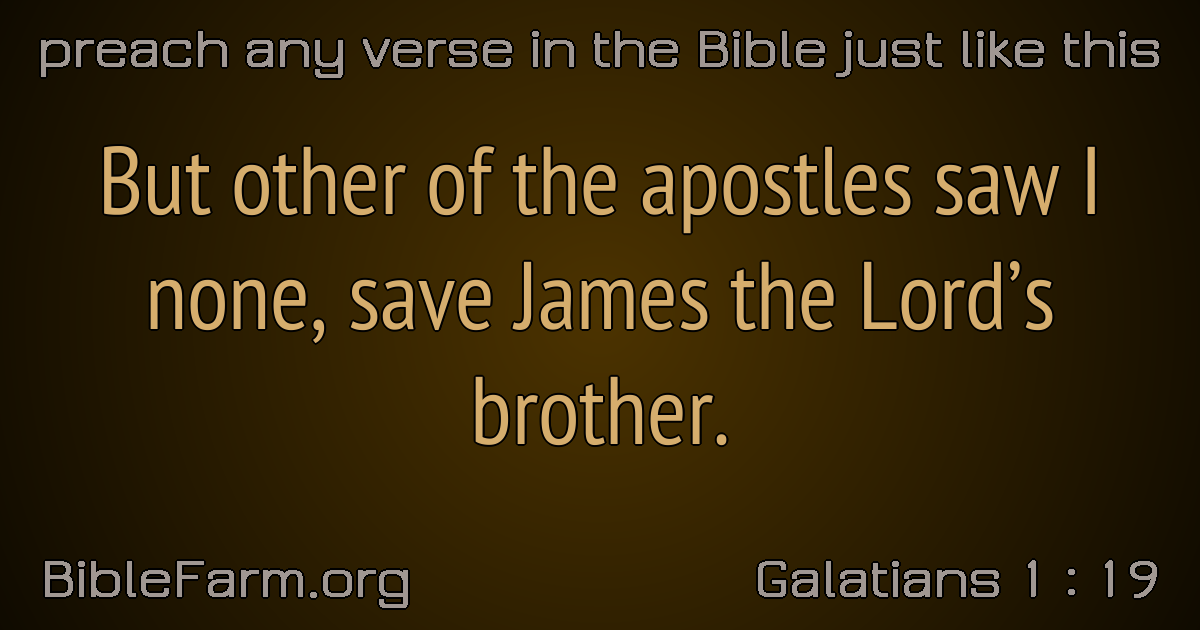 preach any verse in the Bible just like this
But other of the apostles saw I
none, save James the Lord’s
brother.
BibleFarm.org
Galatians 1 : 19